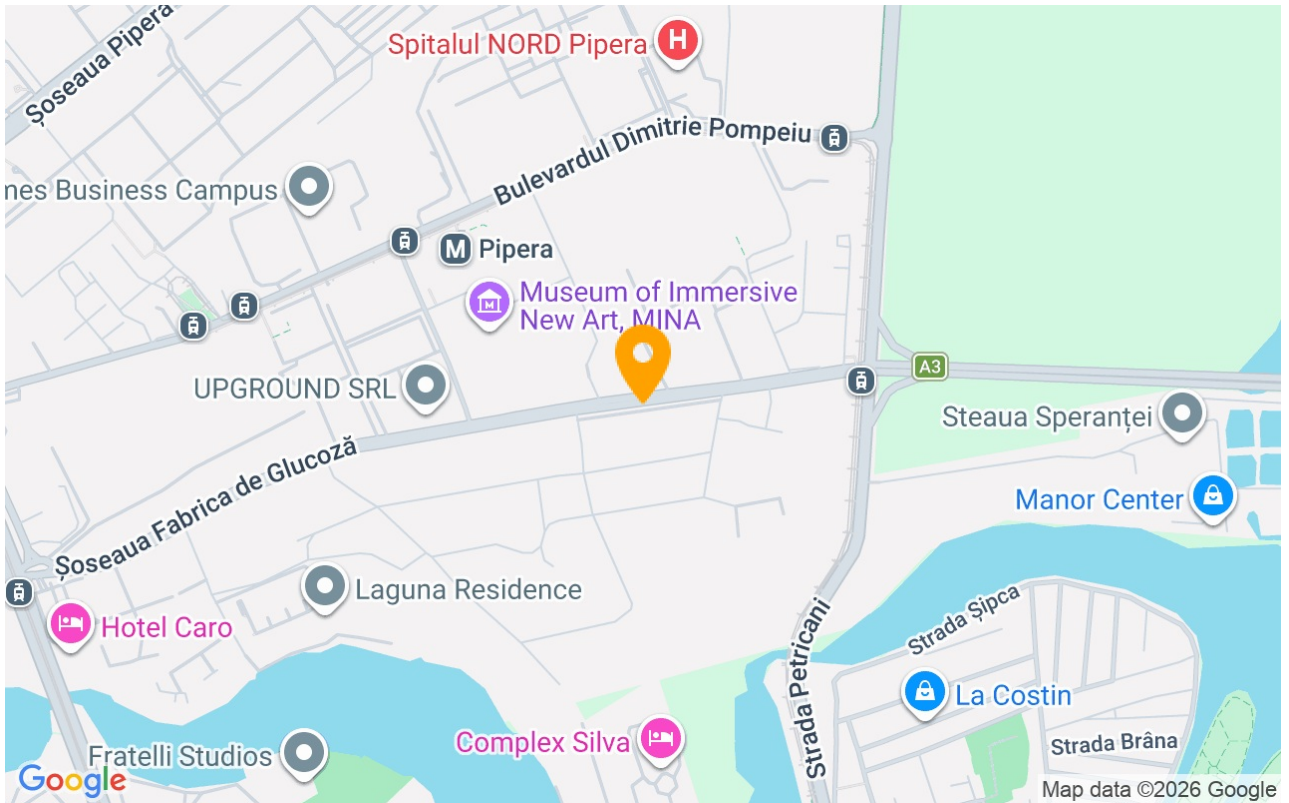 Spitalul NORD Pipera
H
Șoseaua Pipera
Bulevardul Dimitrie Pompeiu
mes Business Campus
M Pipera
Museum of Immersive
New Art, MINA
M
A3
UPGROUND SRL
Steaua Speranței
Șoseaua Fabrica de Glucoză
Manor Center
Laguna Residence
Strada Șipca
Hotel Caro
Strada Petricani
La Costin
Complex Silva
Strada Brâna
Fratelli Studios
Google
Map data ©2026 Google